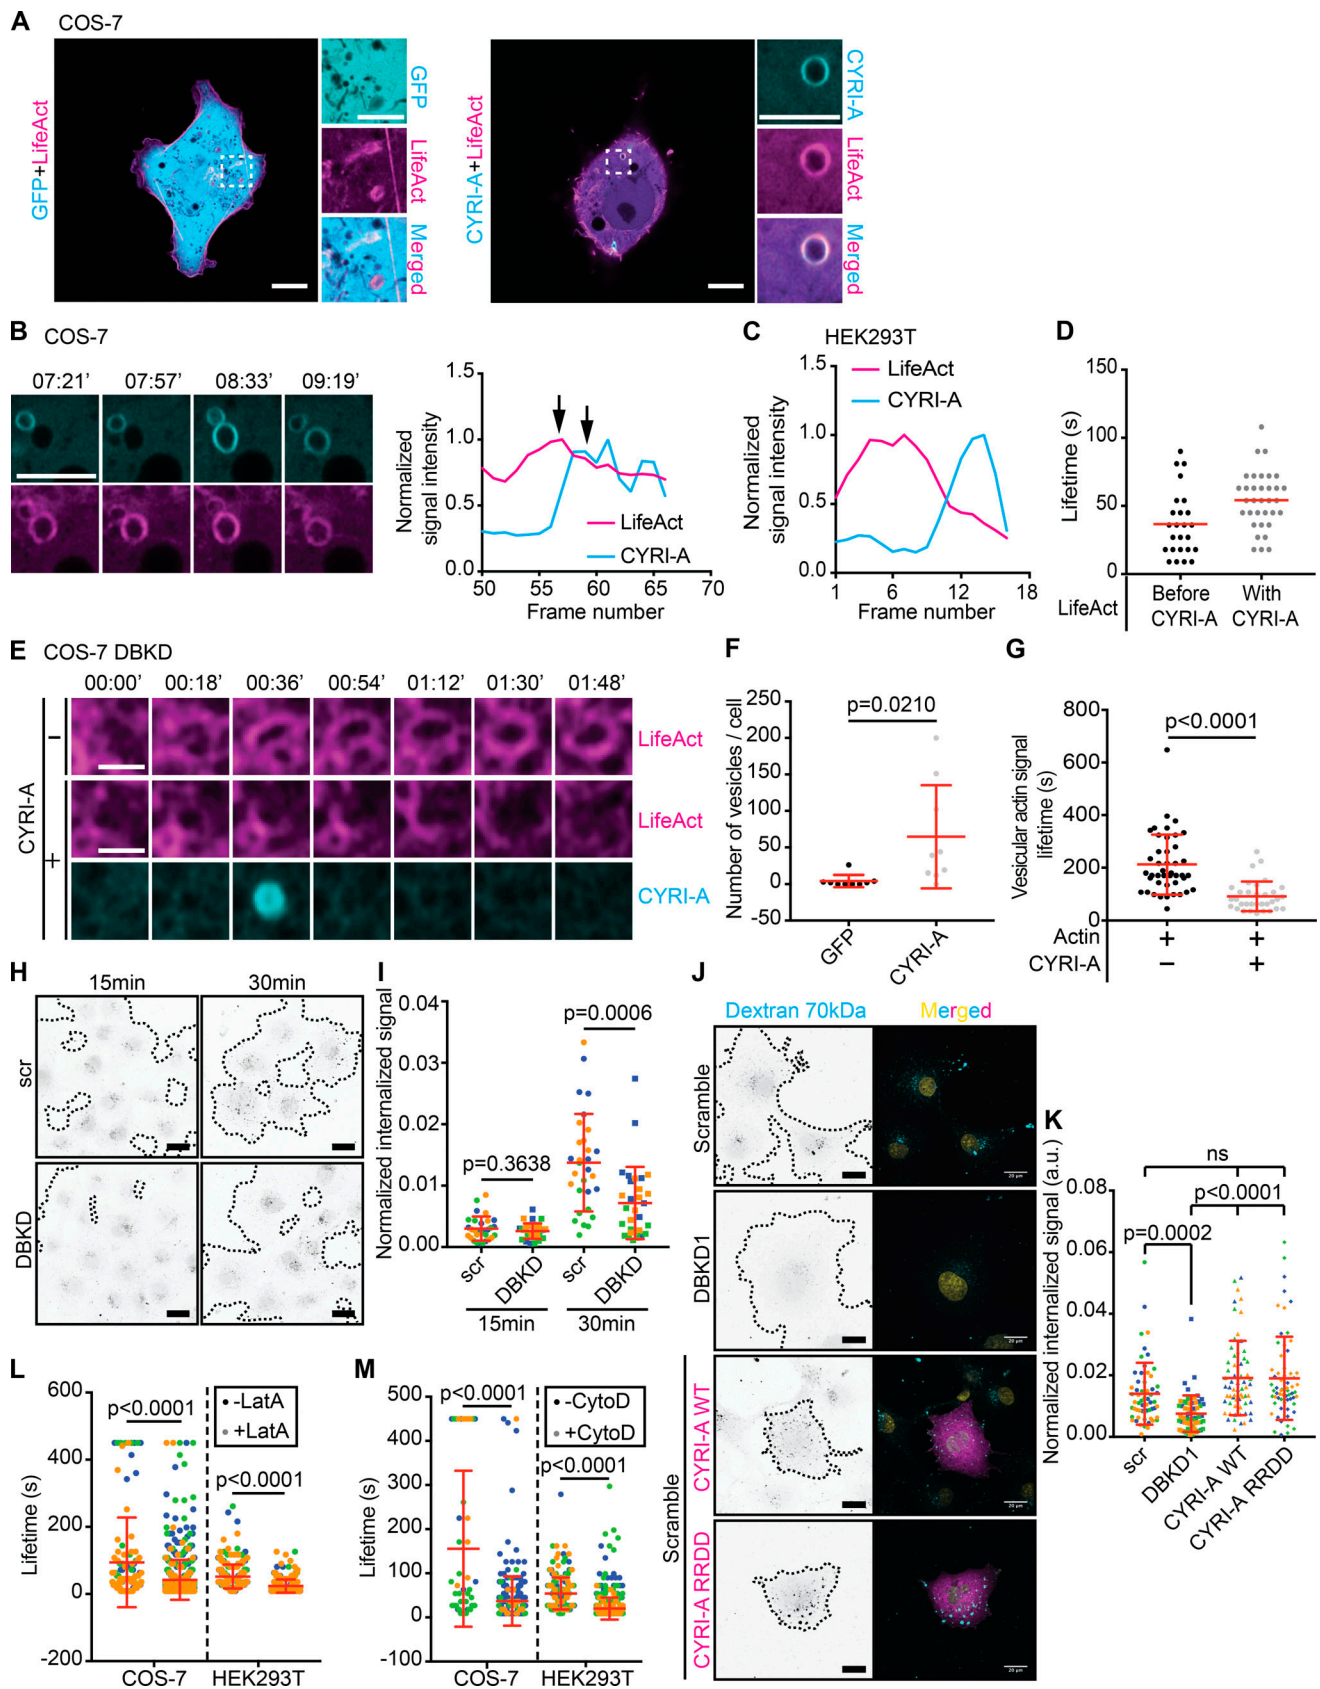 A COS-7
GFP+LifeAct
GFP
LifeAct
Merged
CYRI-A+LifeAct
CYRI-A
LifeAct
Merged
B COS-7
07:21' 07:57' 08:33' 09:19'
Normalized
signal intensity
1.5
1.0
0.5
0.0
50 55 60 65 70
Frame number
LifeAct
CYRI-A
C HEK293T
Normalized
signal intensity
1.5
1.0
0.5
0.0
1 6 12 18
Frame number
LifeAct
CYRI-A
D
Lifetime (s)
150
100
50
0
LifeAct
Before
CYRI-A
With
CYRI-A
E COS-7 DBKD
00:00' 00:18' 00:36' 00:54' 01:12' 01:30' 01:48'
CYRI-A
−
+
LifeAct
LifeAct
CYRI-A
F
Number of vesicles / cell
250
200
150
100
50
0
-50
p=0.0210
GFP
CYRI-A
G
Vesicular actin signal
lifetime (s)
800
600
400
200
0
p<0.0001
Actin + +
CYRI-A − +
H
15min 30min
scr
DBKD
I
Normalized internalized signal
0.04
0.03
0.02
0.01
0.00
p=0.3638
p=0.0006
scr
DBKD
scr
DBKD
15min 30min
J
Dextran 70kDa Merged
Scramble
DBKD1
Scramble
CYRI-A WT
CYRI-A RRDD
20 µm
20 µm
20 µm
20 µm
K
Normalized internalized signal (a.u.)
0.08
0.06
0.04
0.02
0.00
ns
p<0.0001
p=0.0002
scr
DBKD1
CYRI-A WT
CYRI-A RRDD
L
Lifetime (s)
600
400
200
0
-200
p<0.0001
-LatA
+LatA
p<0.0001
COS-7 HEK293T
M
Lifetime (s)
500
400
300
200
100
0
-100
p<0.0001
-CytoD
+CytoD
p<0.0001
COS-7 HEK293T